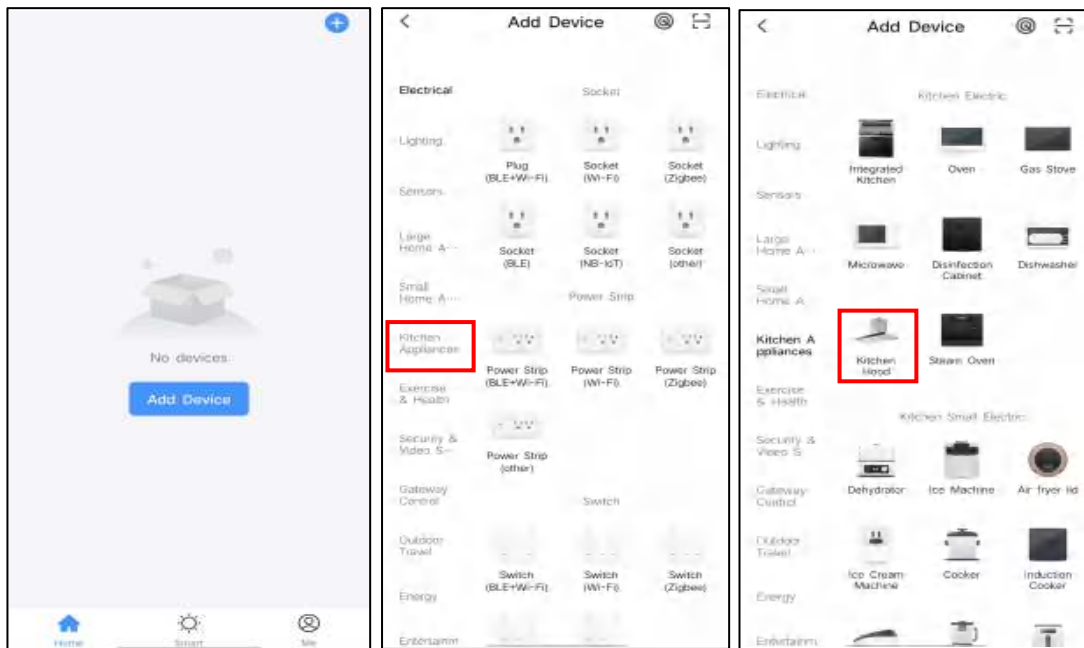 No devices
Add Device
Home
Smart
Me
Add Device
Electrical
Lighting
Sensors
Large
Home A...
Small
Home A...
Kitchen
Appliances
Exercise
& Health
Security &
Video S...
Gateway
Control
Outdoor
Travel
Energy
Entertainm
Socket
Plug
(BLE+Wi-Fi)
Socket
(Wi-Fi)
Socket
(Zigbee)
Socket
(BLE)
Socket
(NB-IoT)
Socket
(other)
Power Strip
Power Strip
(BLE+Wi-Fi)
Power Strip
(Wi-Fi)
Power Strip
(Zigbee)
Power Strip
(other)
Switch
Switch
(BLE+Wi-Fi)
Switch
(Wi-Fi)
Switch
(Zigbee)
Add Device
Electrical
Lighting
Sensors
Large
Home A...
Small
Home A
Kitchen A
ppliances
Exercise
& Health
Security &
Video S
Gateway
Control
Outdoor
Travel
Energy
Entertainm
Kitchen Electric
Integrated
Kitchen
Oven
Gas Stove
Microwave
Disinfection
Cabinet
Dishwasher
Kitchen
Hood
Steam Oven
Kitchen Small Electric
Dehydrator
Ice Machine
Air fryer lid
Ice Cream
Machine
Cooker
Induction
Cooker